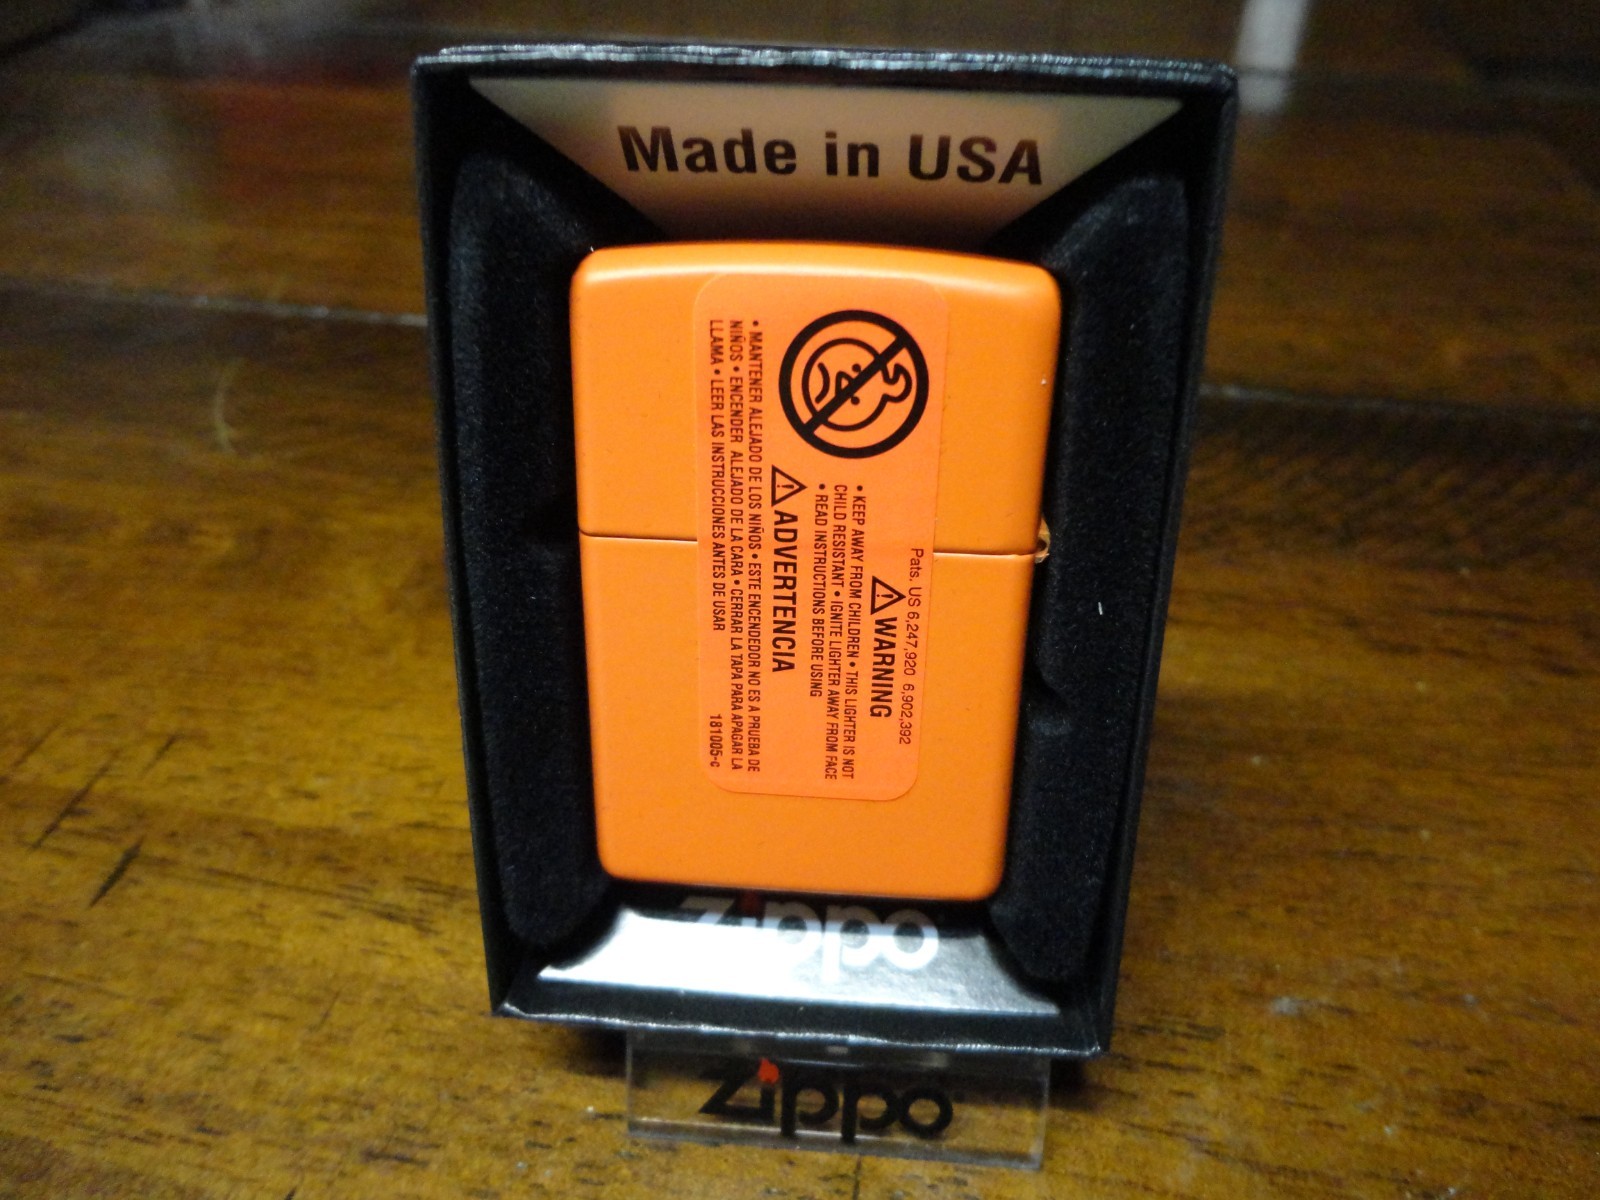 Made in USA
Pats. US 6,247,920 6,902,392
WARNING
• KEEP AWAY FROM CHILDREN • THIS LIGHTER IS NOT
CHILD RESISTANT • IGNITE LIGHTER AWAY FROM FACE
• READ INSTRUCTIONS BEFORE USING
ADVERTENCIA
• MANTENER ALEJADO DE LOS NIÑOS • ESTE ENCENDEDOR NO ES A PRUEBA DE
NIÑOS • ENCENDER ALEJADO DE LA CARA • CERRAR LA TAPA PARA APAGAR LA
LLAMA • LEER LAS INSTRUCCIONES ANTES DE USAR
181005-c
zippo
zippo